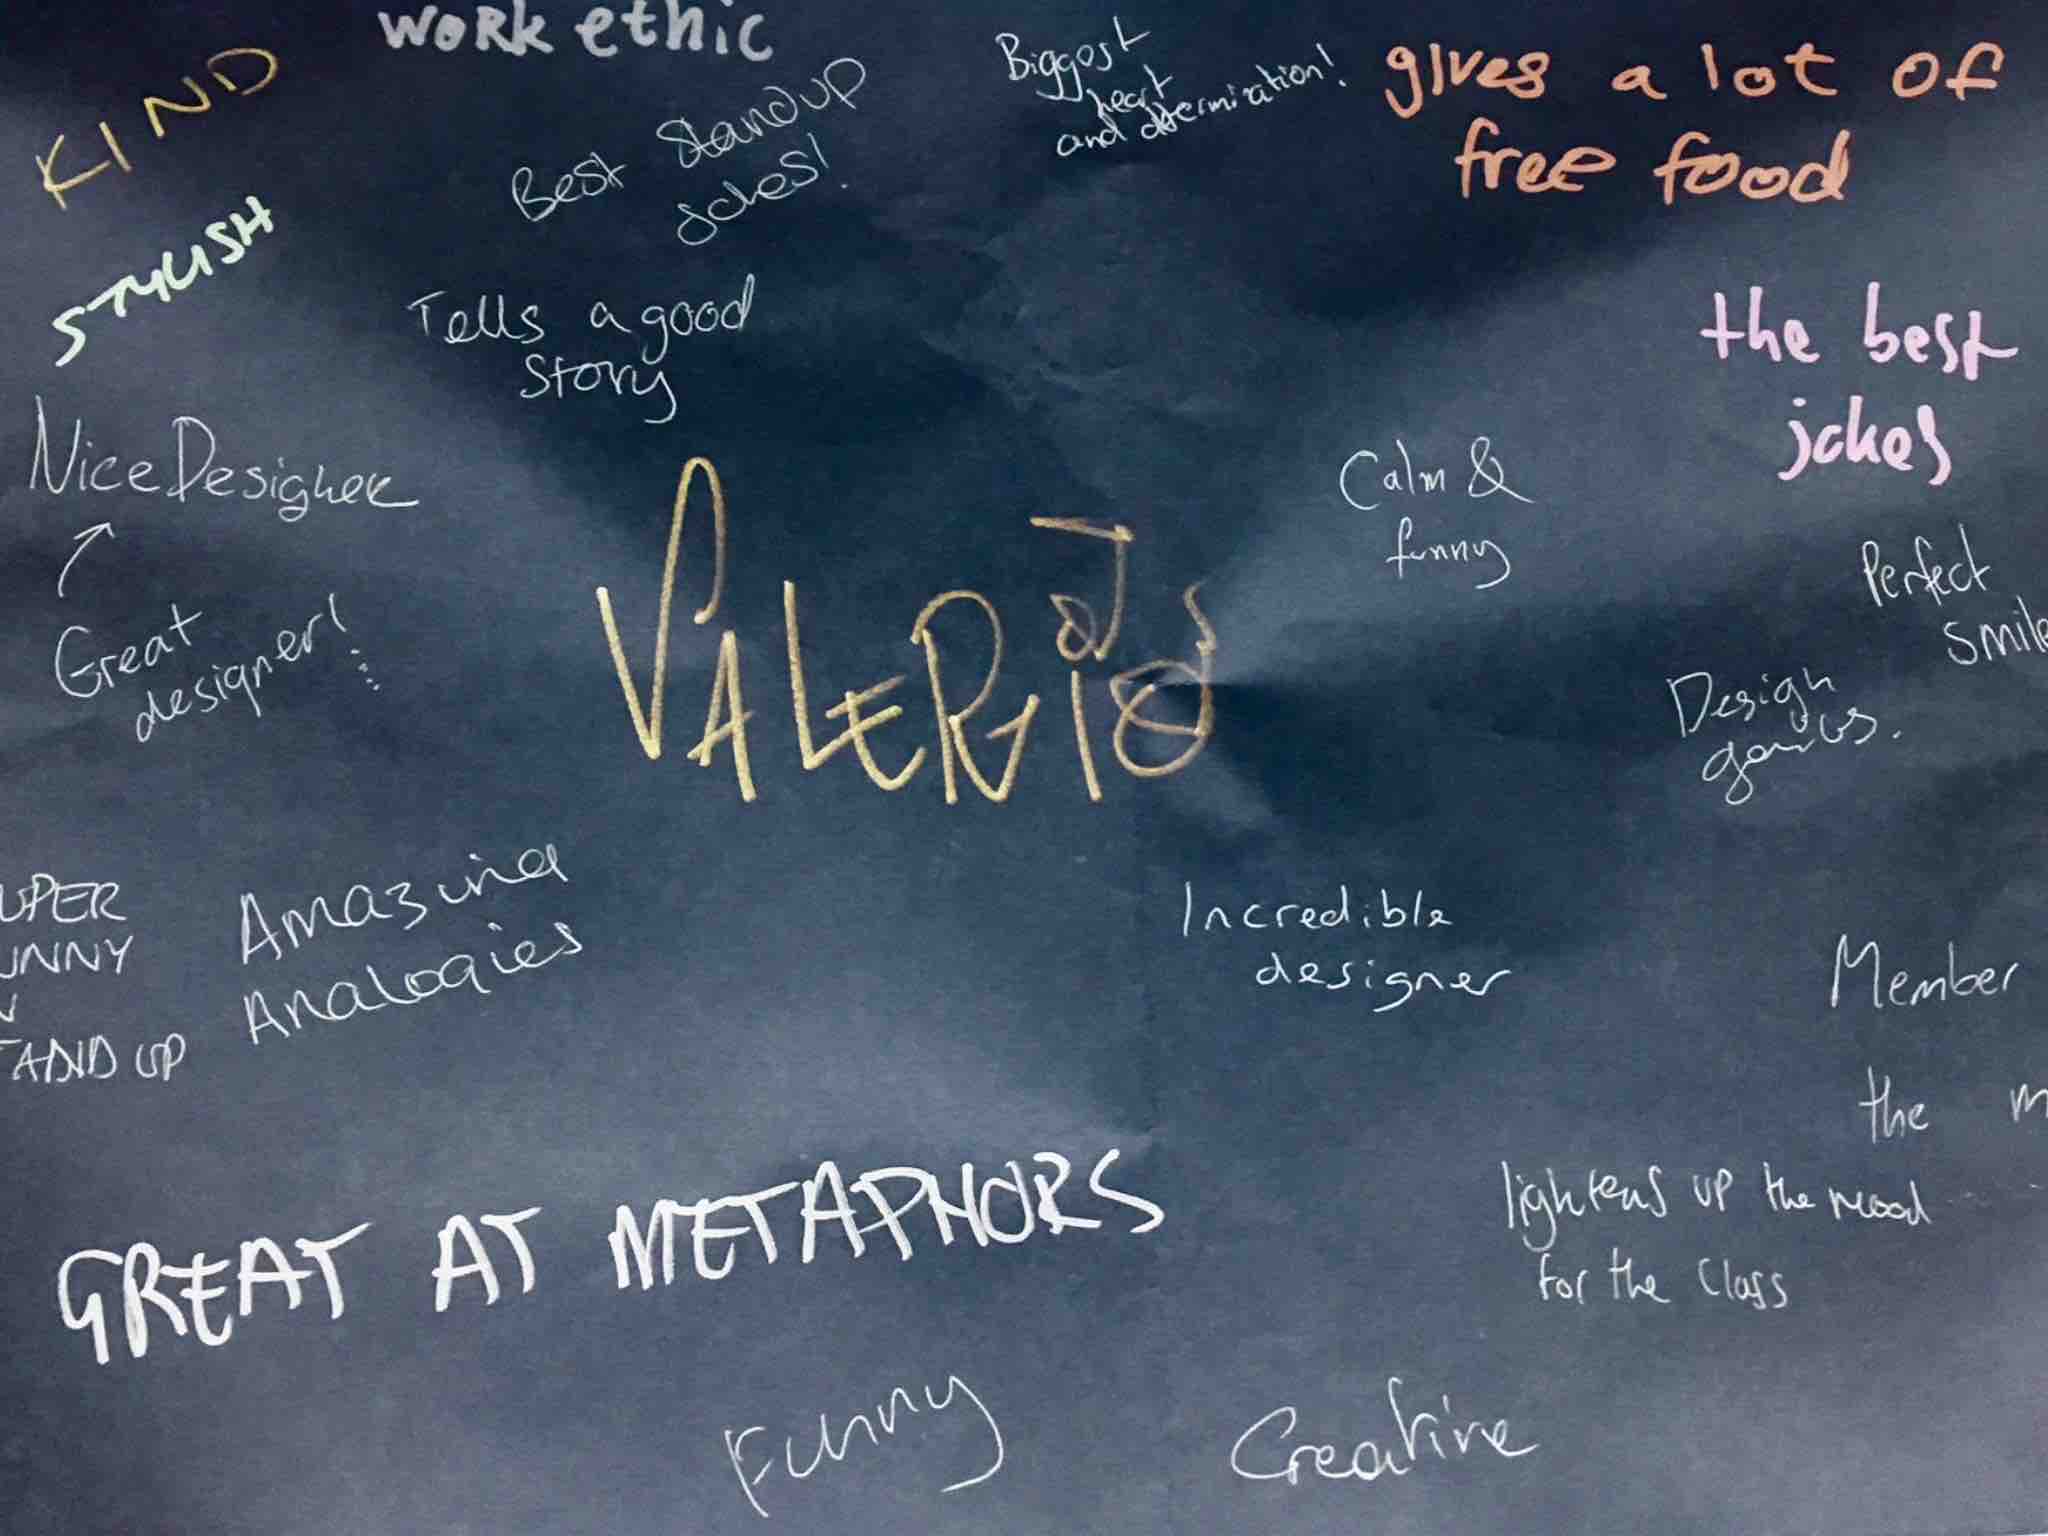 work ethic
KIND
Best Standup
jokes!
Biggest
heart
and determination!
gives a lot of
free food
STYLISH
Tells a good
Story
the best
jokes
Nice Designer
Great
designer!
Calm &
funny
Perfect
Smile
VALERIO
Design
UPER
UNNY
TAND UP
Amazing
Analogies
Incredible
designer
Member
the
GREAT AT METAPHORS
lightens up the mood
for the class
Funny
Creative